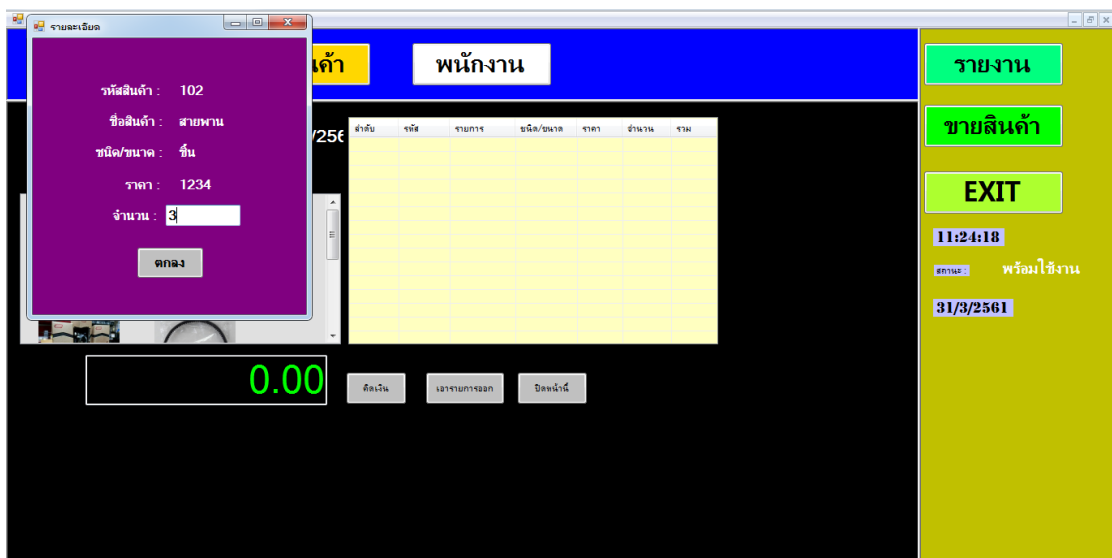 รายละเอียด
รหัสสินค้า : 102
ชื่อสินค้า : สายพาน
ชนิด/ขนาด : ชิ้น
ราคา : 1234
จำนวน : 3
ตกลง
เค้า
พนักงาน
/256
ลำดับ รหัส รายการ ชนิด/ขนาด ราคา จำนวน รวม
0.00
คิดเงิน
เอารายการออก
ปิดหน้านี้
รายงาน
ขายสินค้า
EXIT
11:24:18
สถานะ : พร้อมใช้งาน
31/3/2561